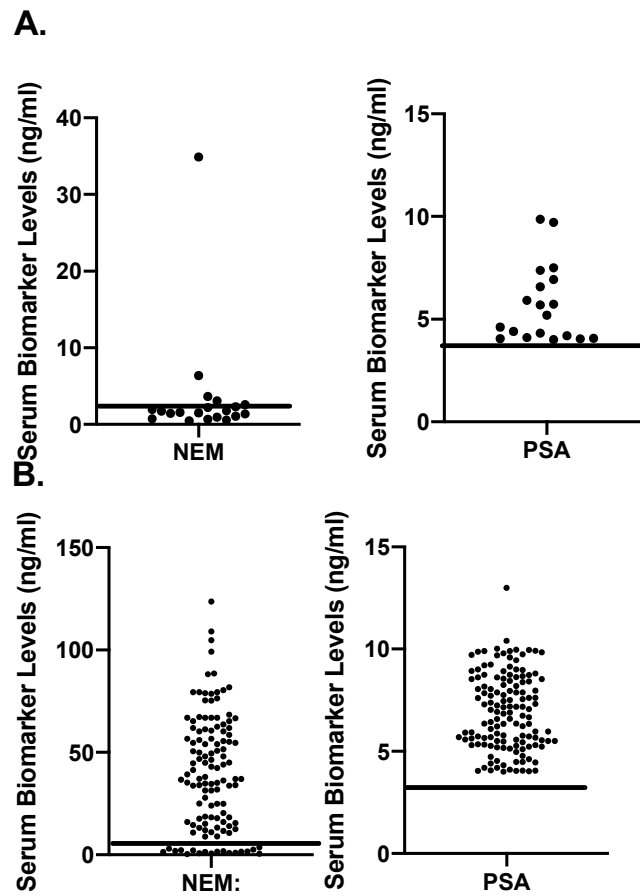 A.
Serum Biomarker Levels (ng/ml)
40
30
20
10
0
NEM
Serum Biomarker Levels (ng/ml)
15
10
5
0
PSA
B.
Serum Biomarker Levels (ng/ml)
150
100
50
0
NEM:
Serum Biomarker Levels (ng/ml)
15
10
5
0
PSA